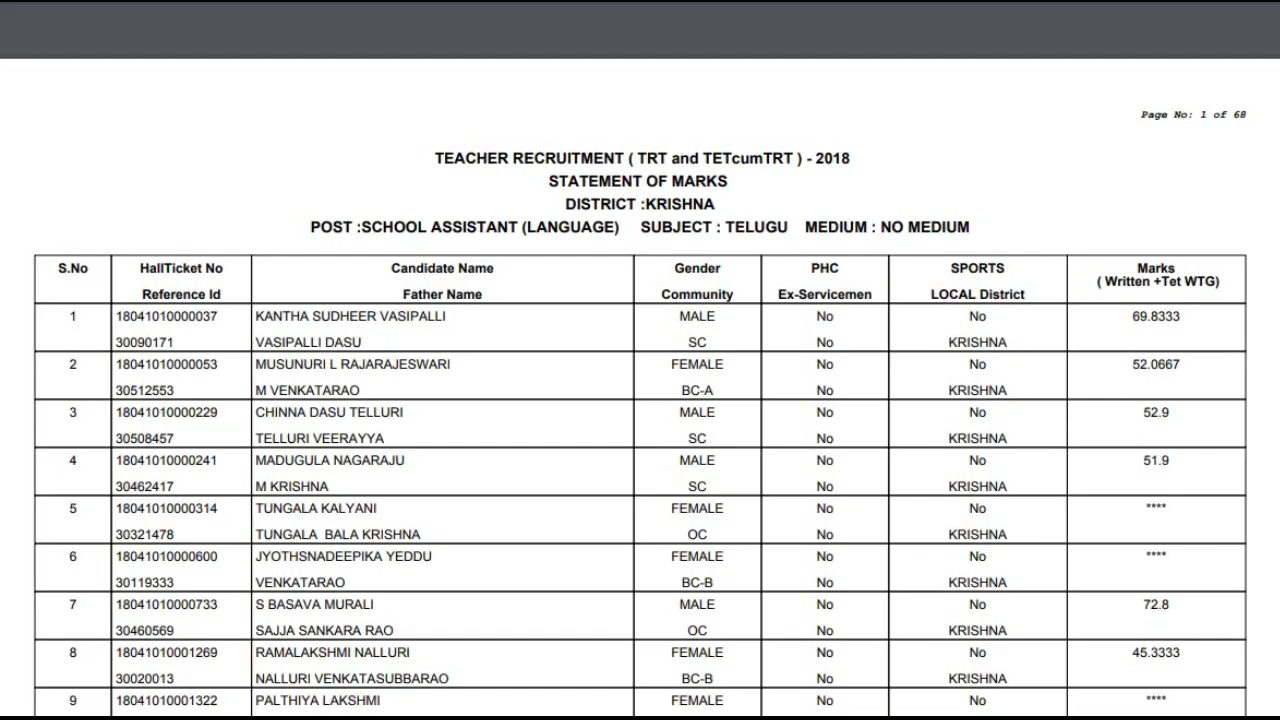 Page No: 1 of 68
TEACHER RECRUITMENT ( TRT and TETcumTRT ) - 2018
STATEMENT OF MARKS
DISTRICT :KRISHNA
POST :SCHOOL ASSISTANT (LANGUAGE) SUBJECT : TELUGU MEDIUM : NO MEDIUM
S.No HallTicket No Candidate Name Gender PHC SPORTS Marks
( Written +Tet WTG)
Reference Id Father Name Community Ex-Servicemen LOCAL District
1 18041010000037 KANTHA SUDHEER VASIPALLI MALE No No 69.8333
30090171 VASIPALLI DASU SC No KRISHNA
2 18041010000053 MUSUNURI L RAJARAJESWARI FEMALE No No 52.0667
30512553 M VENKATARAO BC-A No KRISHNA
3 18041010000229 CHINNA DASU TELLURI MALE No No 52.9
30508457 TELLURI VEERAYYA SC No KRISHNA
4 18041010000241 MADUGULA NAGARAJU MALE No No 51.9
30462417 M KRISHNA SC No KRISHNA
5 18041010000314 TUNGALA KALYANI FEMALE No No ****
30321478 TUNGALA BALA KRISHNA OC No KRISHNA
6 18041010000600 JYOTHSNADEEPIKA YEDDU FEMALE No No ****
30119333 VENKATARAO BC-B No KRISHNA
7 18041010000733 S BASAVA MURALI MALE No No 72.8
30460569 SAJJA SANKARA RAO OC No KRISHNA
8 18041010001269 RAMALAKSHMI NALLURI FEMALE No No 45.3333
30020013 NALLURI VENKATASUBBARAO BC-B No KRISHNA
9 18041010001322 PALTHIYA LAKSHMI FEMALE No No ****